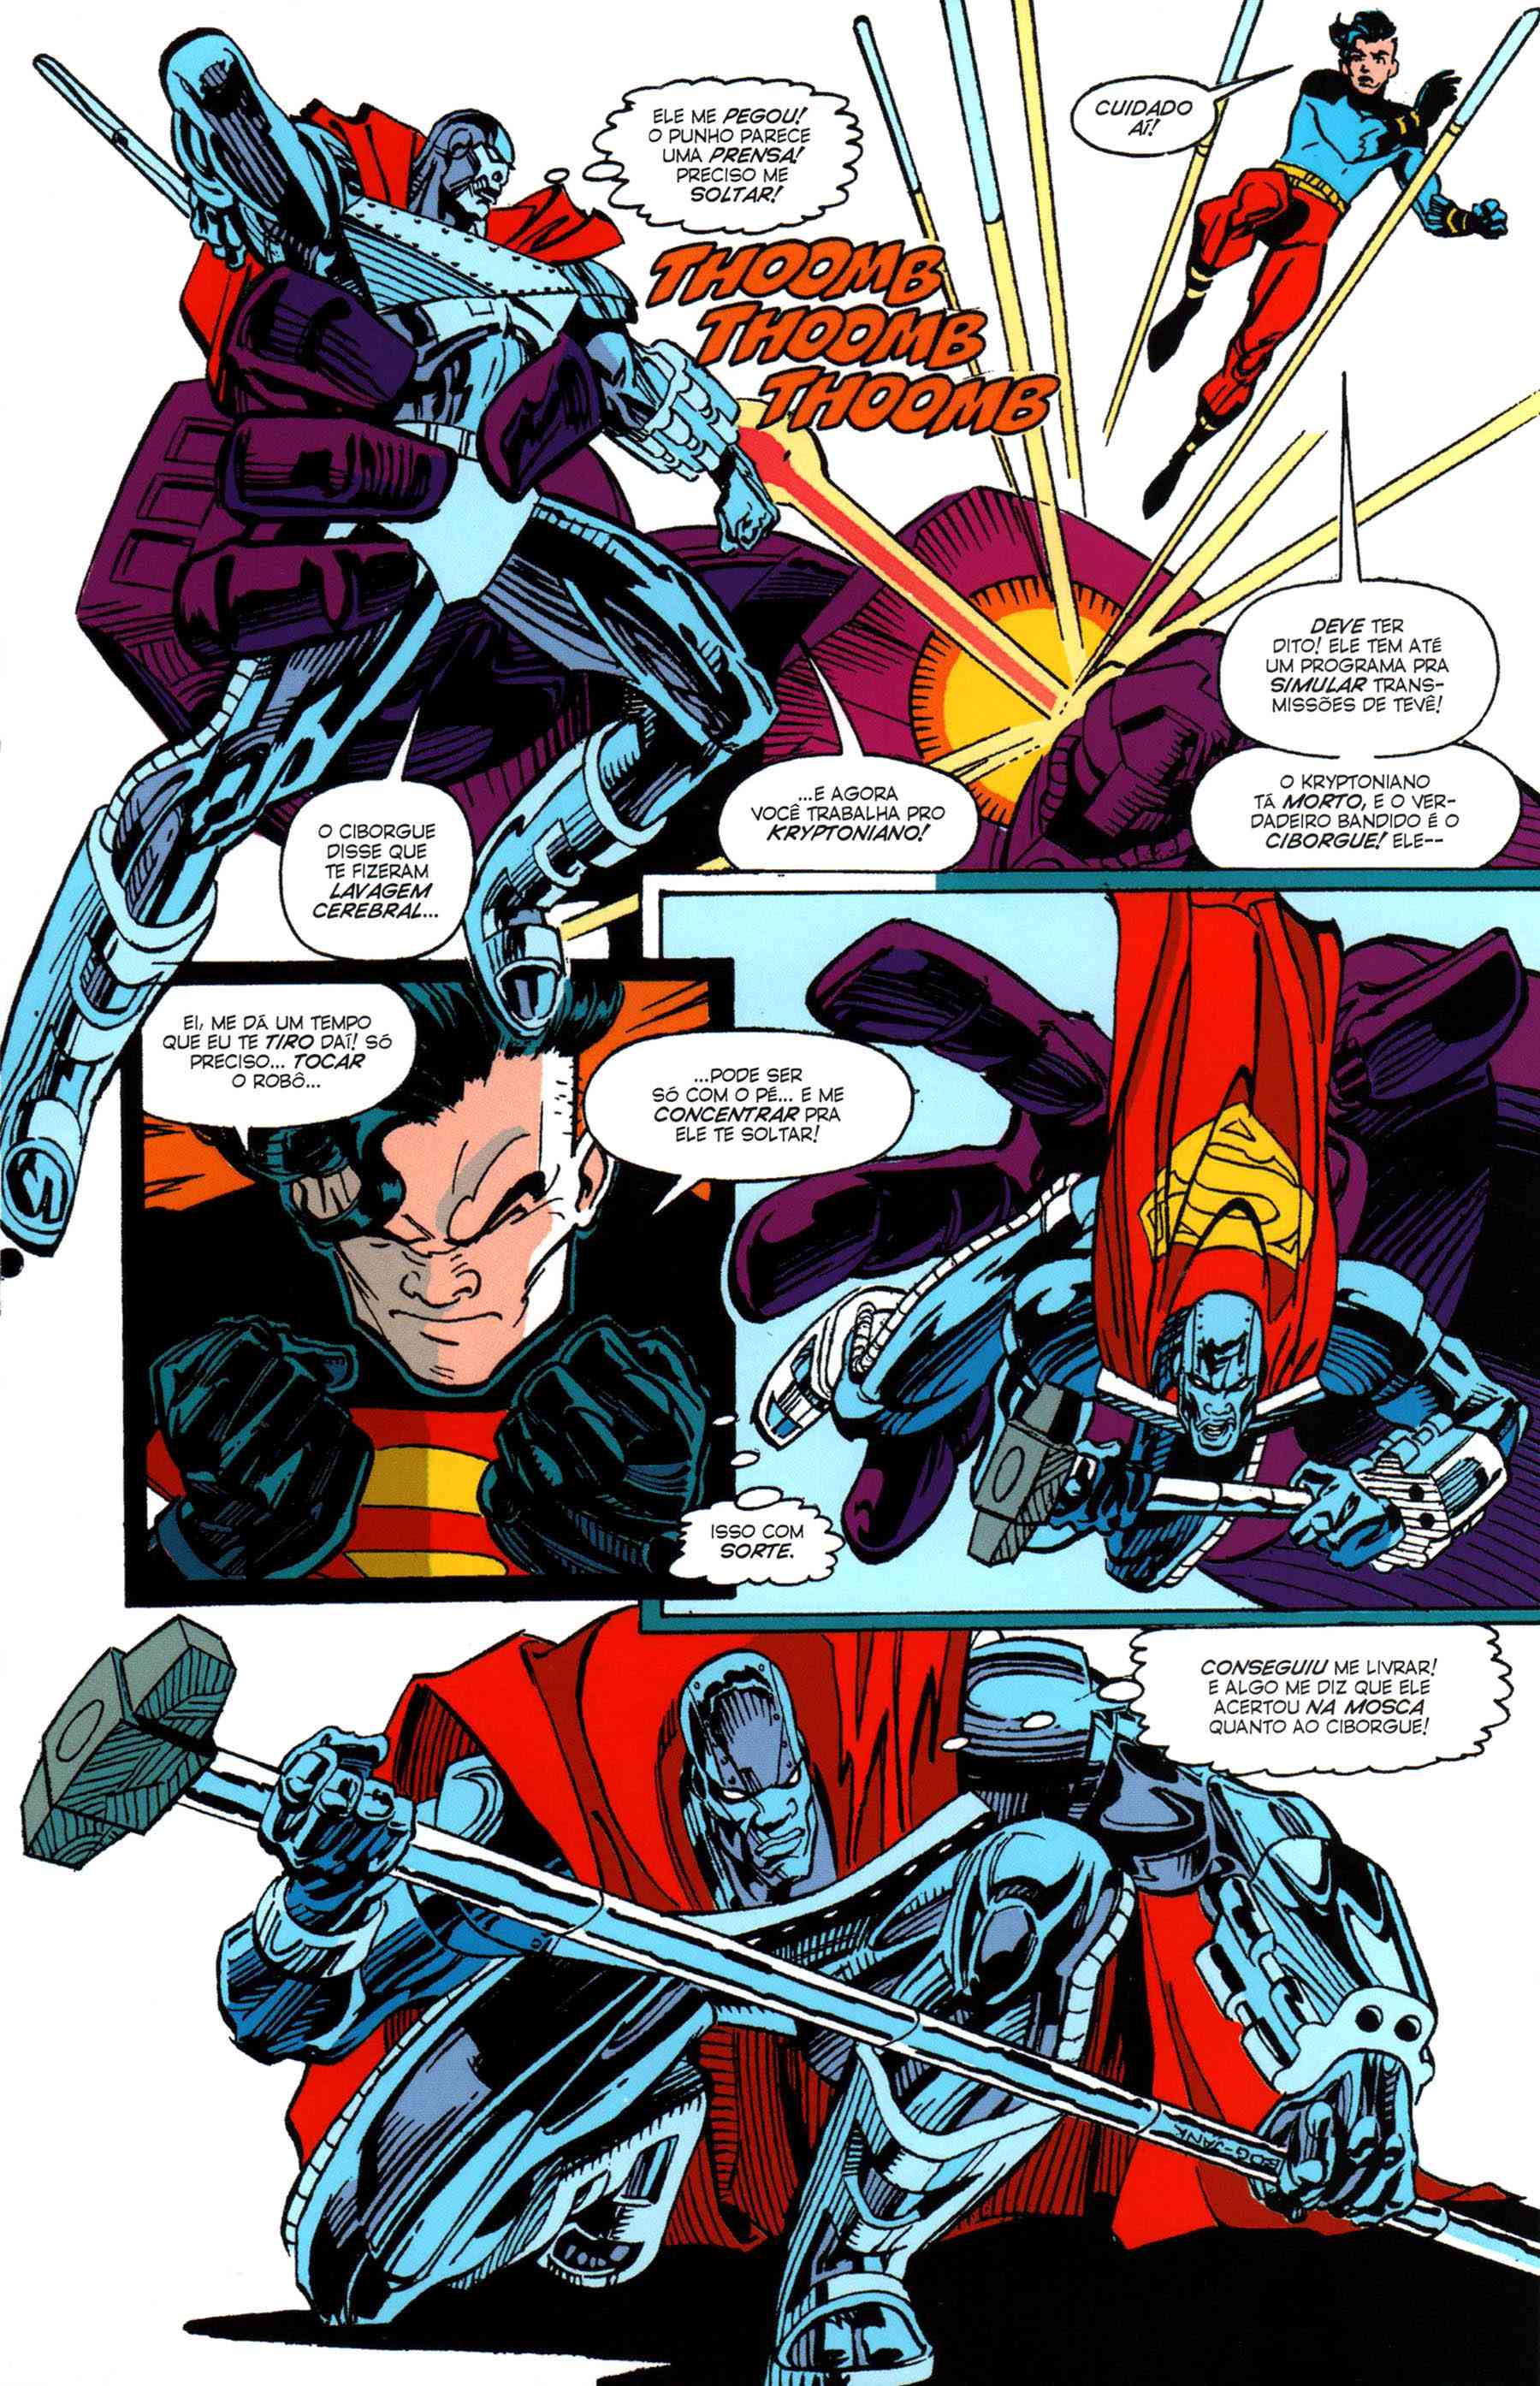 ELE ME PEGOU!
O PUNHO PARECE
UMA PRENSA!
PRECISO ME
SOLTAR!
CUIDADO
AÍ!
THOOMB
THOOMB
THOOMB
O CIBORGUE
DISSE QUE
TE FIZERAM
LAVAGEM
CEREBRAL...
...E AGORA
VOCÊ TRABALHA PRO
KRYPTONIANO!
DEVE TER
DITO! ELE TEM ATÉ
UM PROGRAMA PRA
SIMULAR TRANS-
MISSÕES DE TEVÊ!
O KRYPTONIANO
TÁ MORTO, E O VER-
DADEIRO BANDIDO É O
CIBORGUE! ELE--
EI, ME DÁ UM TEMPO
QUE EU TE TIRO DAÍ! SÓ
PRECISO... TOCAR
O ROBÔ...
...PODE SER
SÓ COM O PÉ... E ME
CONCENTRAR PRA
ELE TE SOLTAR!
ISSO COM
SORTE.
CONSEGUIU ME LIVRAR!
E ALGO ME DIZ QUE ELE
ACERTOU NA MOSCA
QUANTO AO CIBORGUE!
BOG-JANK